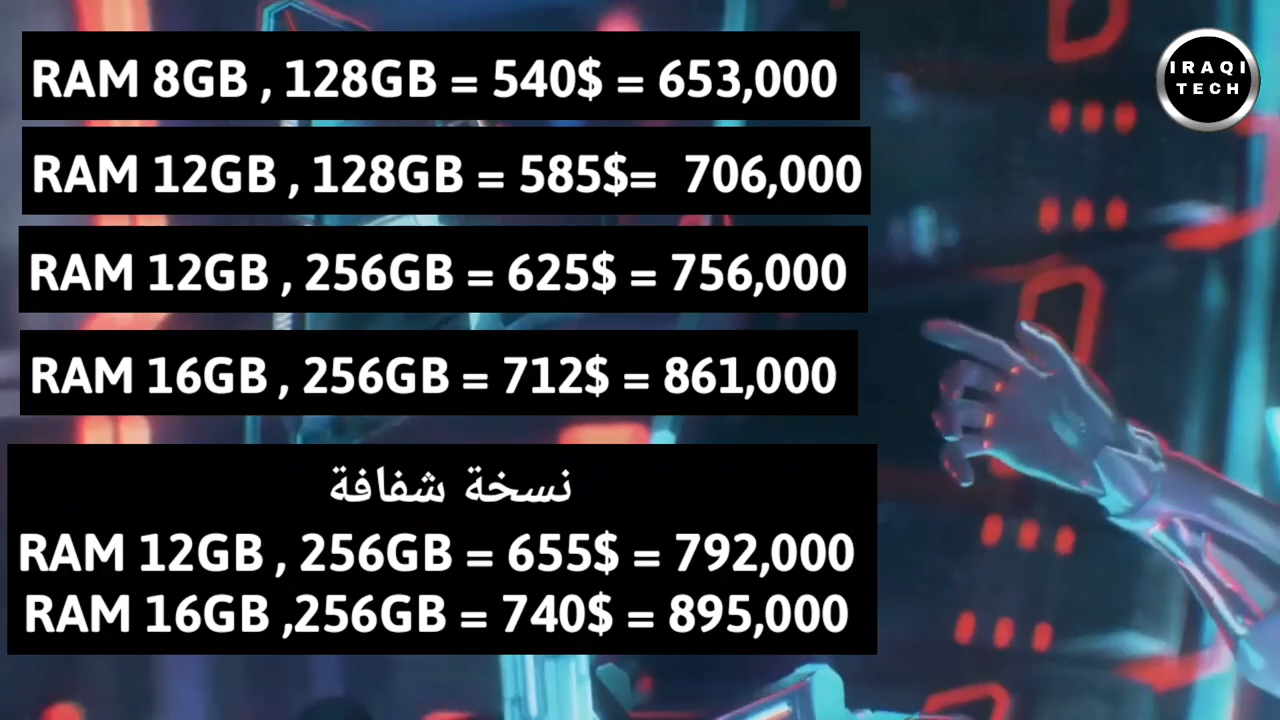 RAM 8GB , 128GB = 540$ = 653,000
IRAQI
TECH
RAM 12GB , 128GB = 585$= 706,000
RAM 12GB , 256GB = 625$ = 756,000
RAM 16GB , 256GB = 712$ = 861,000
نسخة شفافة
RAM 12GB , 256GB = 655$ = 792,000
RAM 16GB ,256GB = 740$ = 895,000